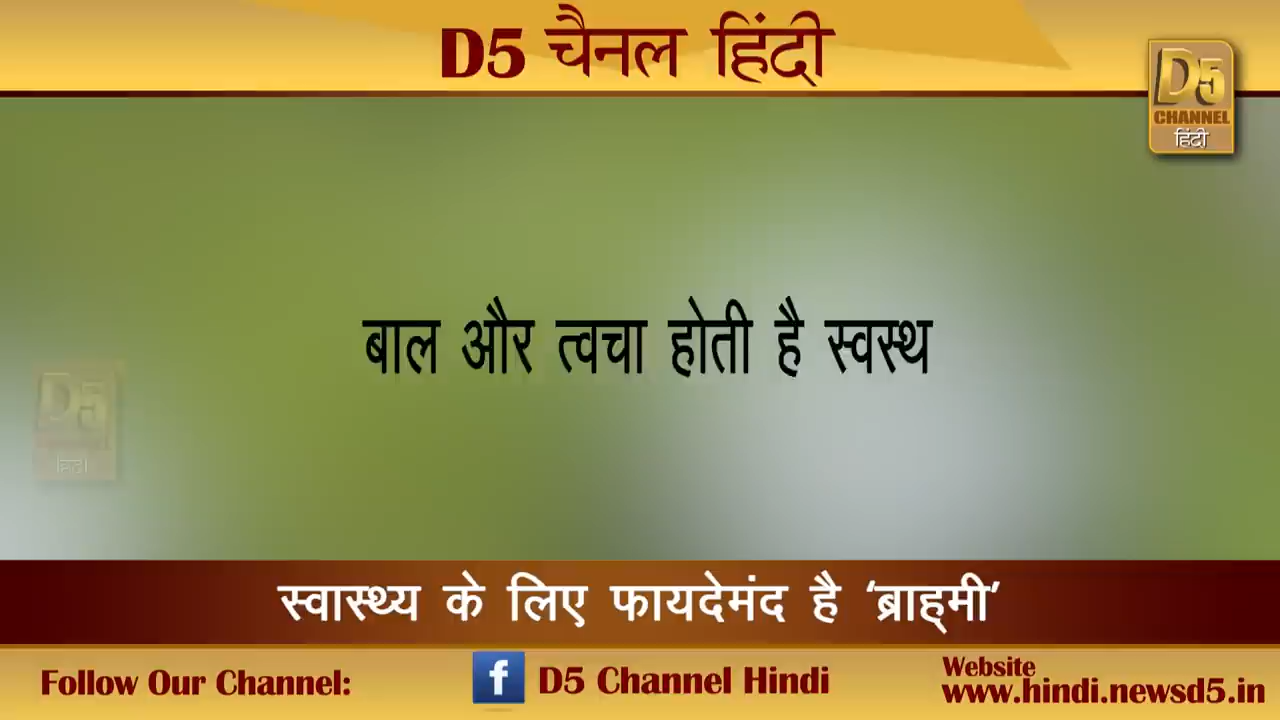 D5 चैनल हिंदी
D5
CHANNEL
हिंदी
बाल और त्वचा होती है स्वस्थ
D5
हिंदी
स्वास्थ्य के लिए फायदेमंद है ‘ब्राह्मी’
Follow Our Channel:
f D5 Channel Hindi
Website
www.hindi.newsd5.in